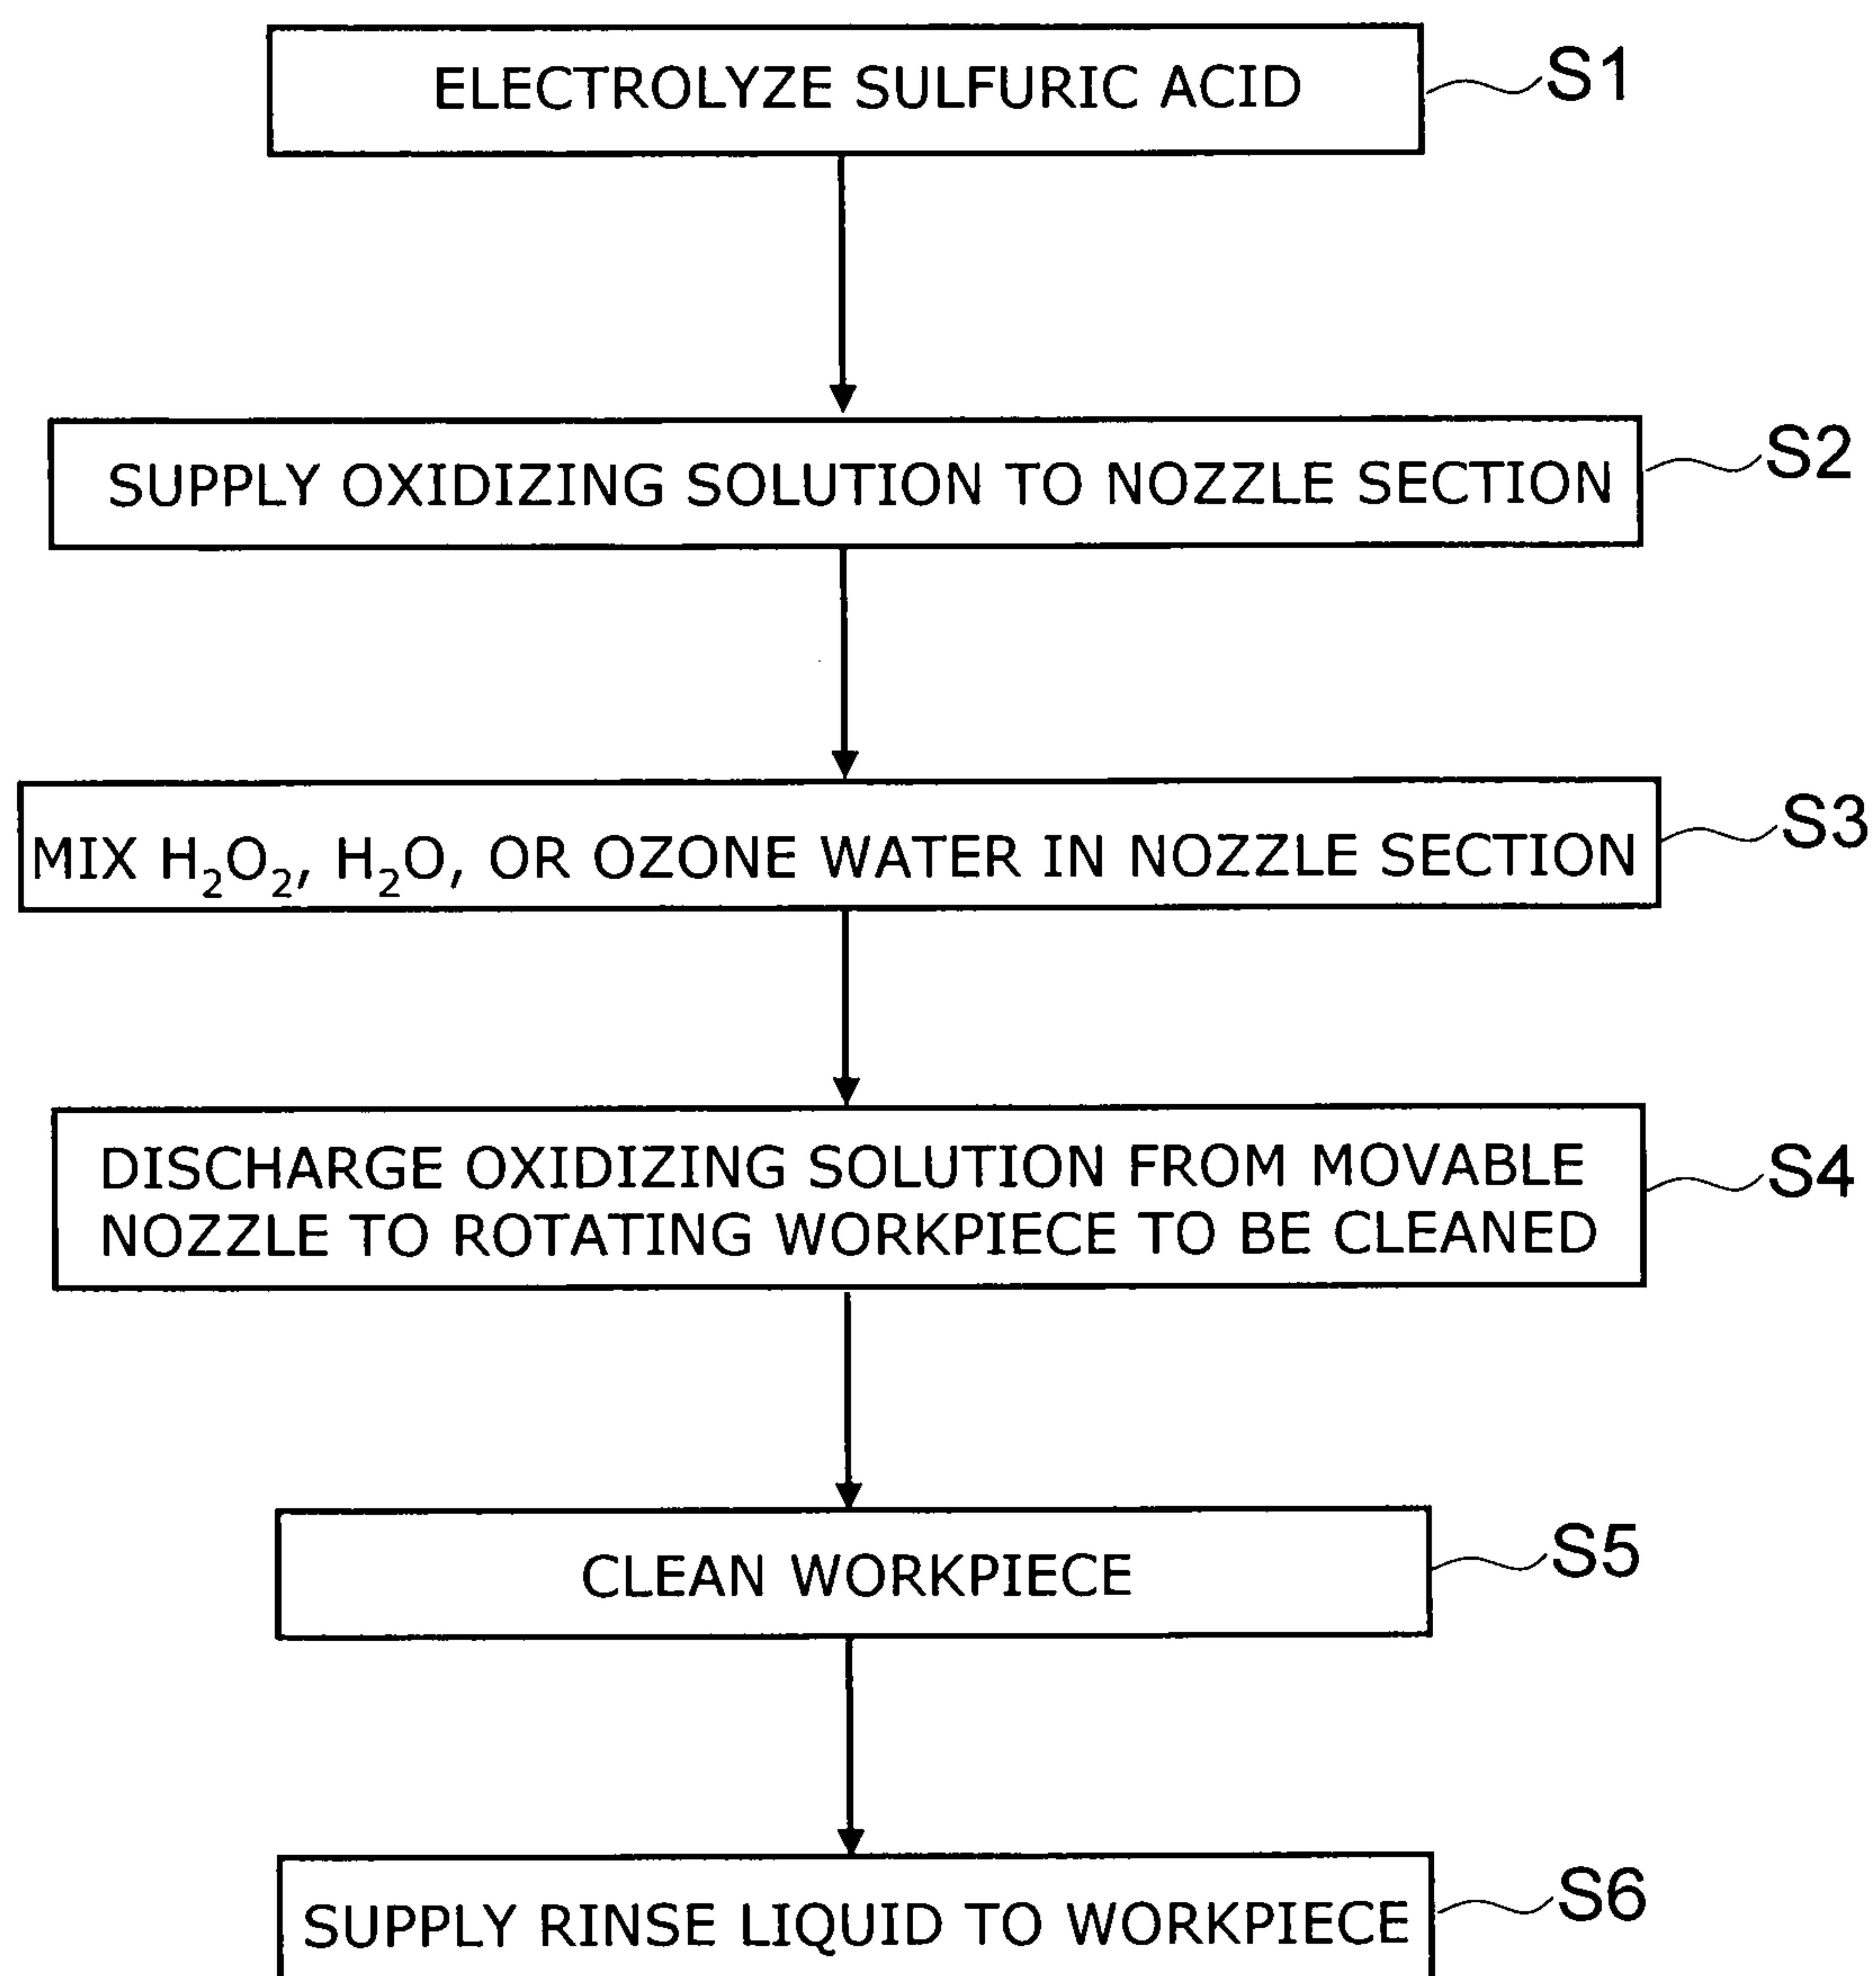 ELECTROLYZE SULFURIC ACID
S1
SUPPLY OXIDIZING SOLUTION TO NOZZLE SECTION
S2
MIX H₂O₂, H₂O, OR OZONE WATER IN NOZZLE SECTION
S3
DISCHARGE OXIDIZING SOLUTION FROM MOVABLE
NOZZLE TO ROTATING WORKPIECE TO BE CLEANED
S4
CLEAN WORKPIECE
S5
SUPPLY RINSE LIQUID TO WORKPIECE
S6